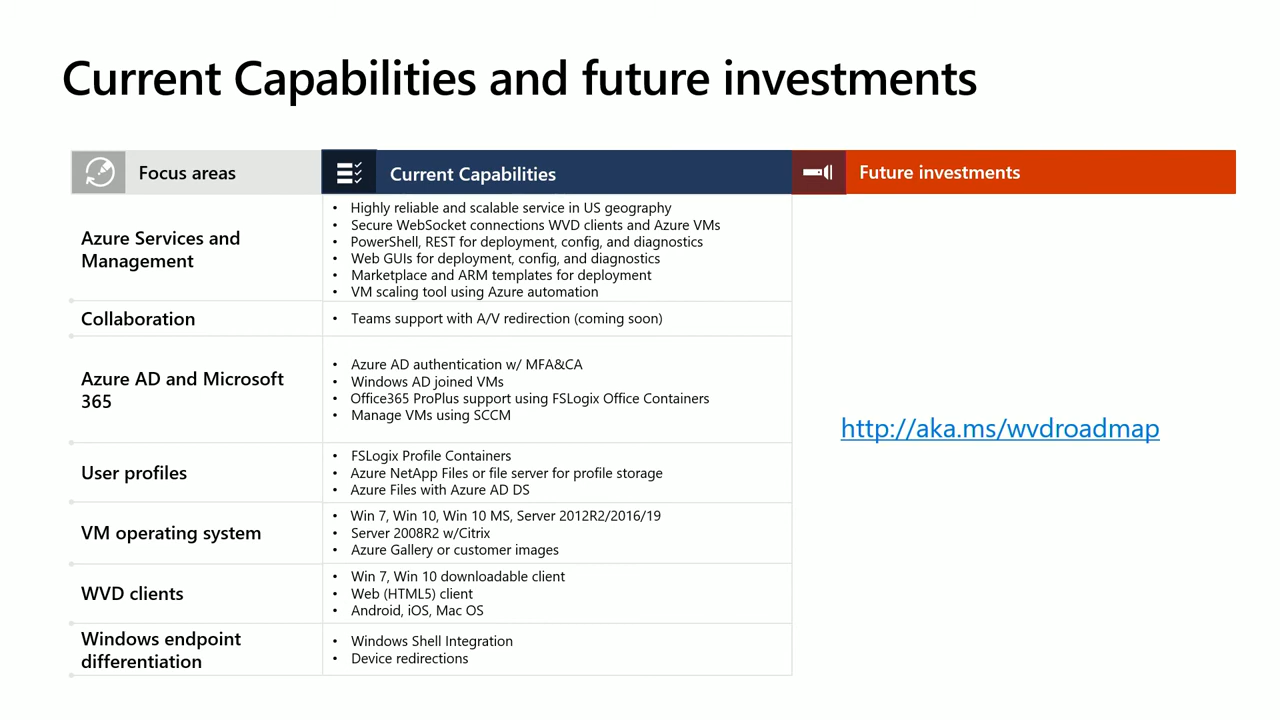 Current Capabilities and future investments
Focus areas
Current Capabilities
Future investments
Azure Services and
Management
• Highly reliable and scalable service in US geography
• Secure WebSocket connections WVD clients and Azure VMs
• PowerShell, REST for deployment, config, and diagnostics
• Web GUIs for deployment, config, and diagnostics
• Marketplace and ARM templates for deployment
• VM scaling tool using Azure automation
Collaboration
• Teams support with A/V redirection (coming soon)
Azure AD and Microsoft
365
• Azure AD authentication w/ MFA&CA
• Windows AD joined VMs
• Office365 ProPlus support using FSLogix Office Containers
• Manage VMs using SCCM
http://aka.ms/wvdroadmap
User profiles
• FSLogix Profile Containers
• Azure NetApp Files or file server for profile storage
• Azure Files with Azure AD DS
VM operating system
• Win 7, Win 10, Win 10 MS, Server 2012R2/2016/19
• Server 2008R2 w/Citrix
• Azure Gallery or customer images
WVD clients
• Win 7, Win 10 downloadable client
• Web (HTML5) client
• Android, iOS, Mac OS
Windows endpoint
differentiation
• Windows Shell Integration
• Device redirections